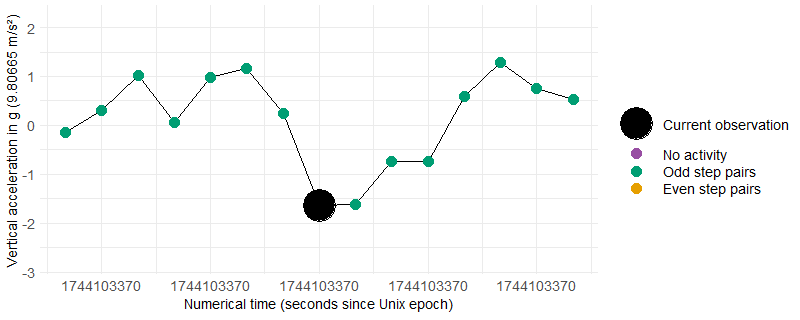 Vertical acceleration in g (9.80665 m/s²)
2
1
0
-1
-2
-3
1744103370 1744103370 1744103370 1744103370 1744103370
Numerical time (seconds since Unix epoch)
Current observation
No activity
Odd step pairs
Even step pairs